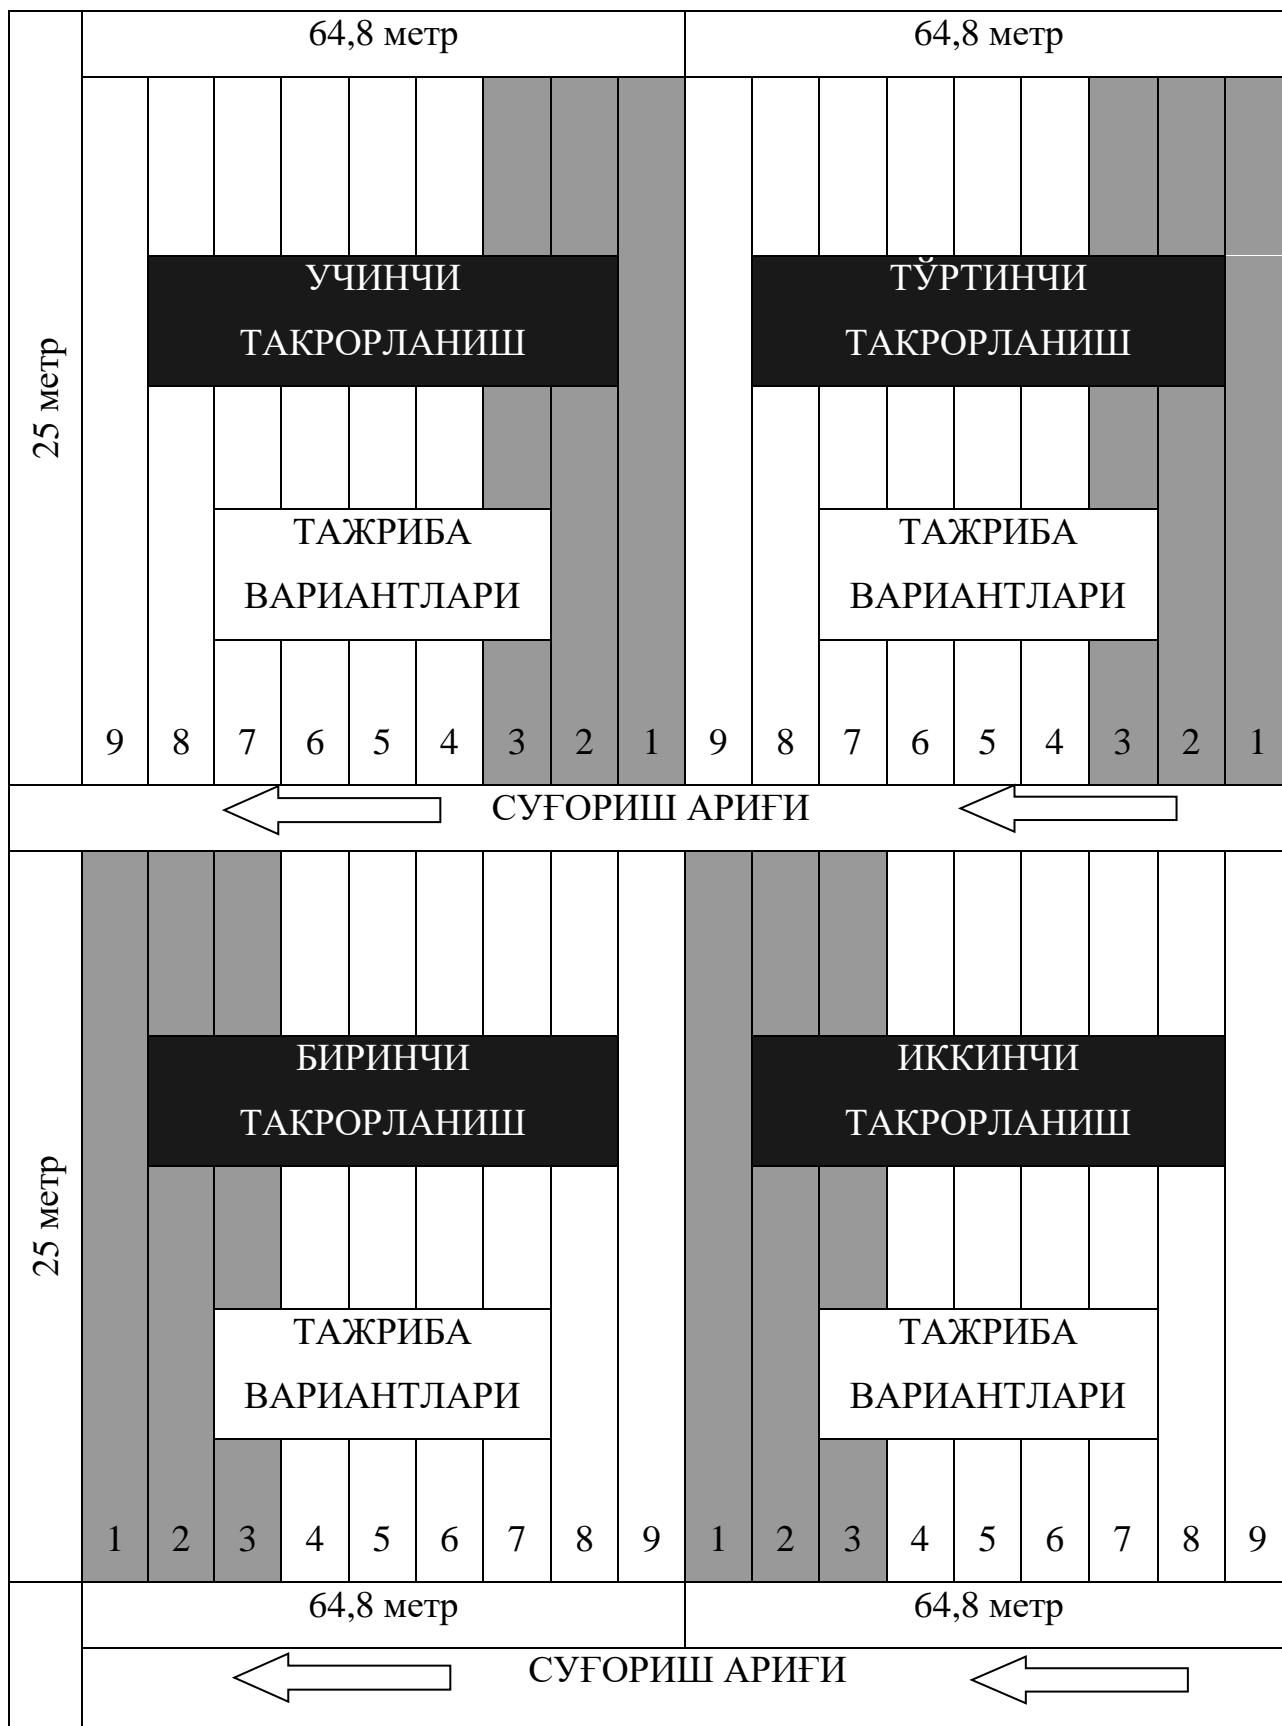 64,8 метр 64,8 метр
25 метр
УЧИНЧИ ТЎРТИНЧИ
ТАКРОРЛАНИШ ТАКРОРЛАНИШ
ТАЖРИБА ТАЖРИБА
ВАРИАНТЛАРИ ВАРИАНТЛАРИ
9 8 7 6 5 4 3 2 1 9 8 7 6 5 4 3 2 1
СУҒОРИШ АРИҒИ
25 метр
БИРИНЧИ ИККИНЧИ
ТАКРОРЛАНИШ ТАКРОРЛАНИШ
ТАЖРИБА ТАЖРИБА
ВАРИАНТЛАРИ ВАРИАНТЛАРИ
1 2 3 4 5 6 7 8 9 1 2 3 4 5 6 7 8 9
64,8 метр 64,8 метр
СУҒОРИШ АРИҒИ